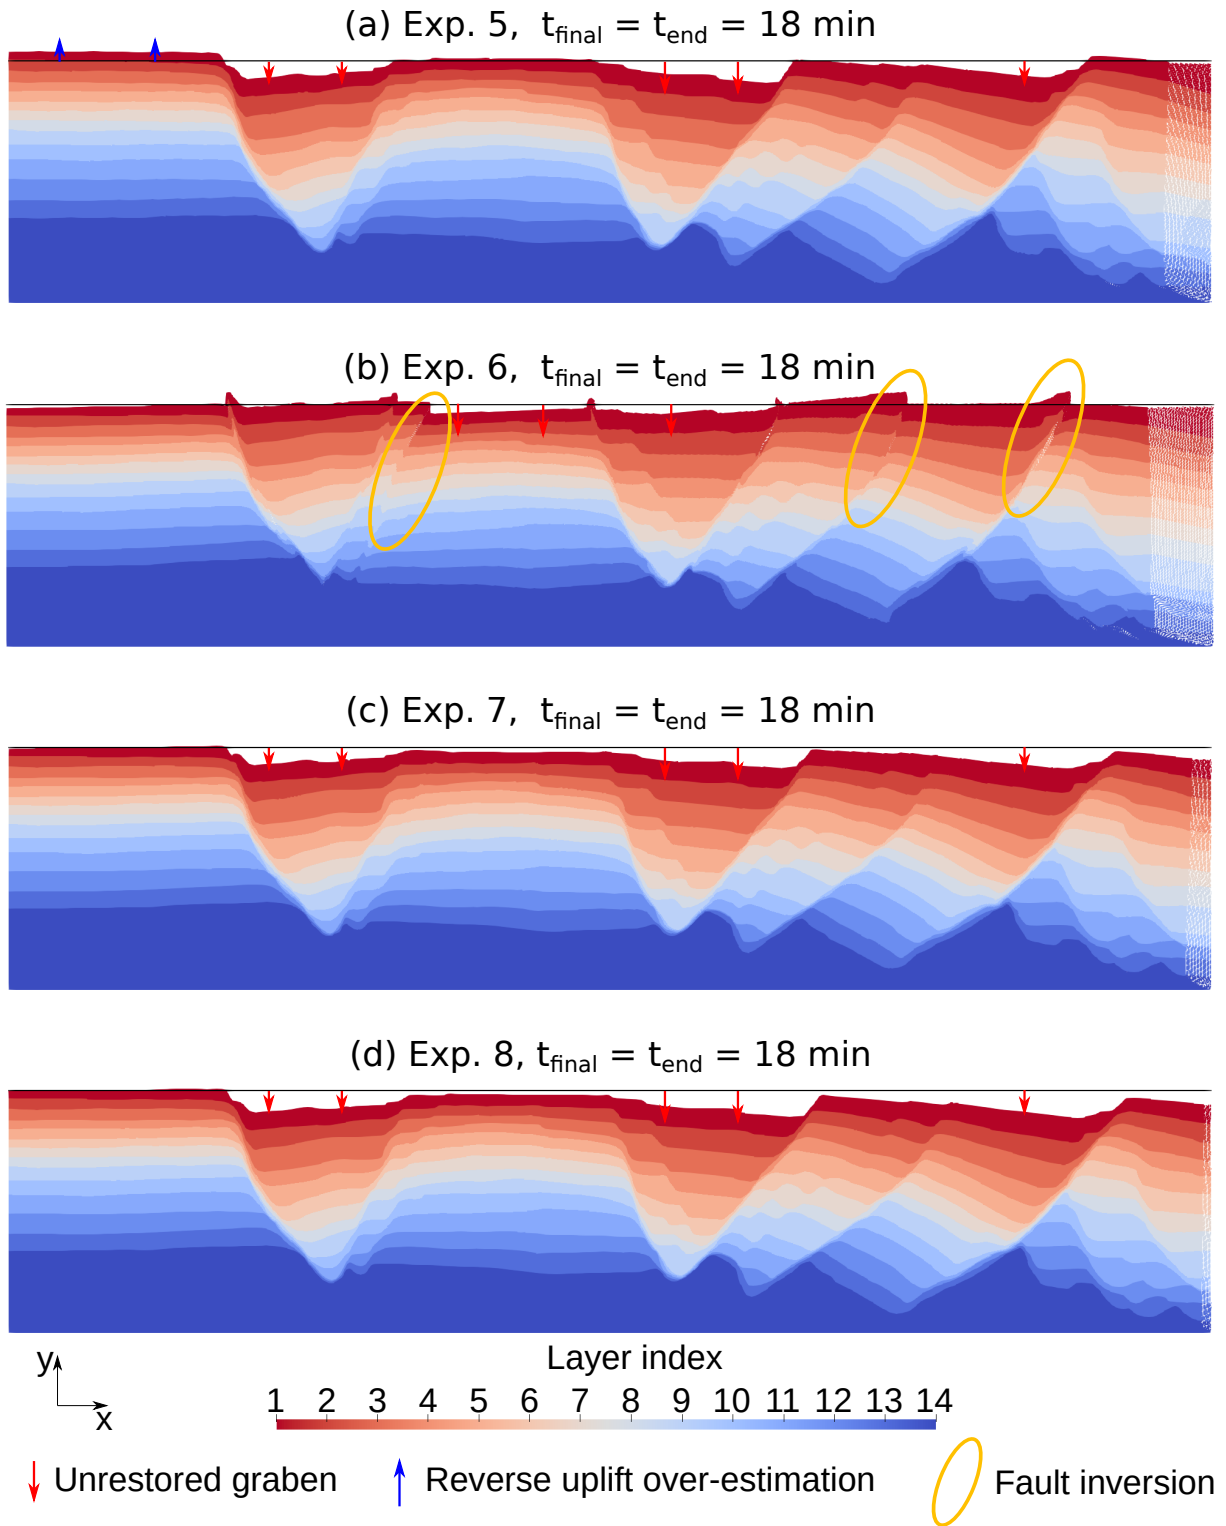 (a) Exp. 5, t_final = t_end = 18 min
(b) Exp. 6, t_final = t_end = 18 min
(c) Exp. 7, t_final = t_end = 18 min
(d) Exp. 8, t_final = t_end = 18 min
y
x
Layer index
1 2 3 4 5 6 7 8 9 10 11 12 13 14
Unrestored graben
Reverse uplift over-estimation
Fault inversion